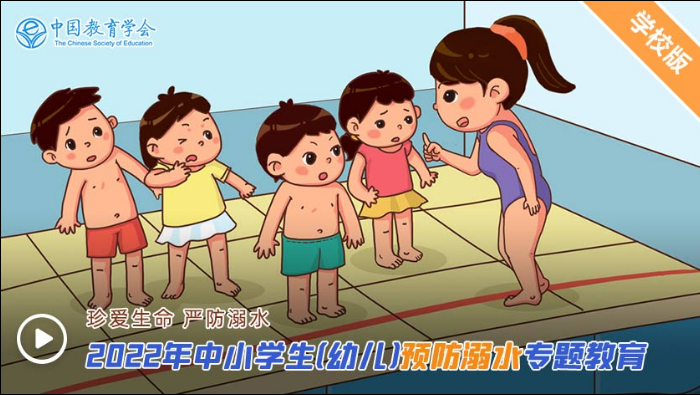 中国教育学会
The Chinese Society of Education
学校版
珍爱生命 严防溺水
2022年中小学生(幼儿)预防溺水专题教育